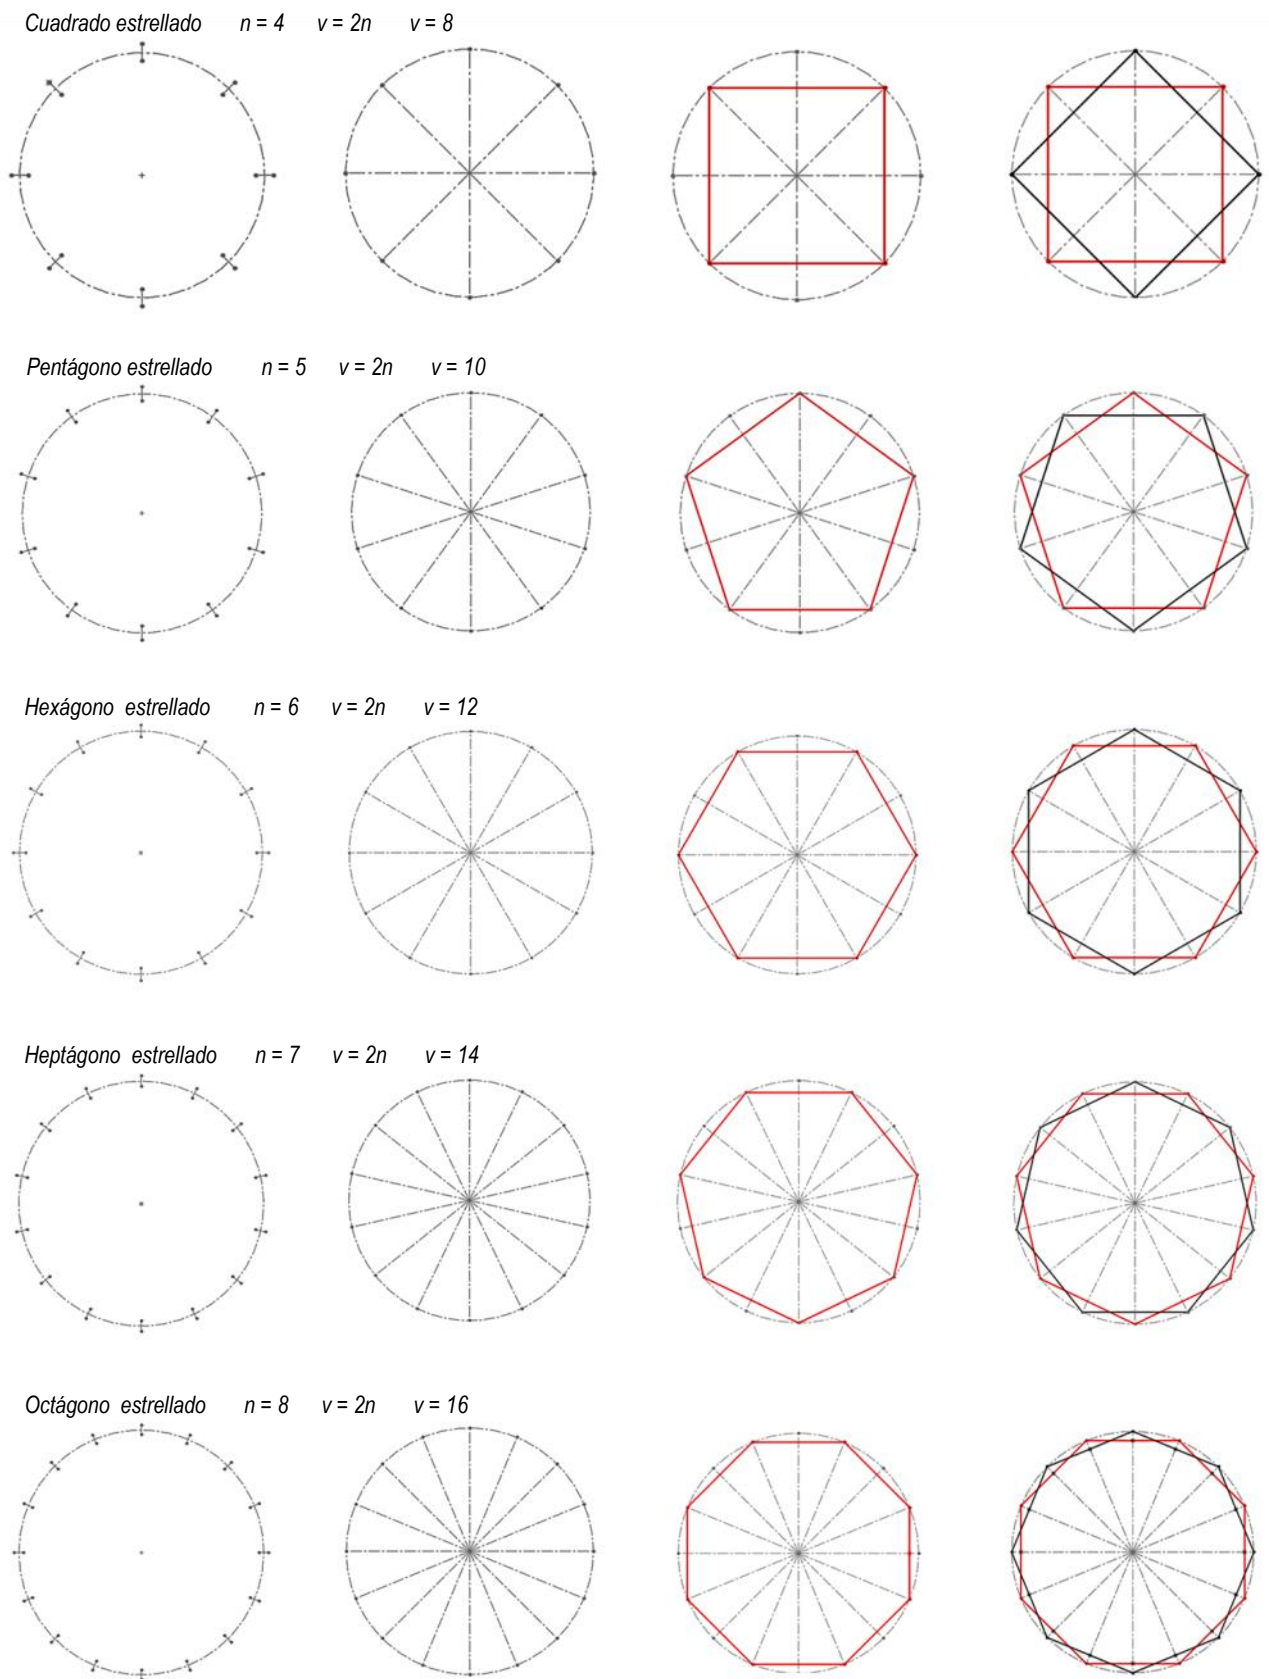 Cuadrado estrellado n = 4 v = 2n v = 8
Pentágono estrellado n = 5 v = 2n v = 10
Hexágono estrellado n = 6 v = 2n v = 12
Heptágono estrellado n = 7 v = 2n v = 14
Octágono estrellado n = 8 v = 2n v = 16